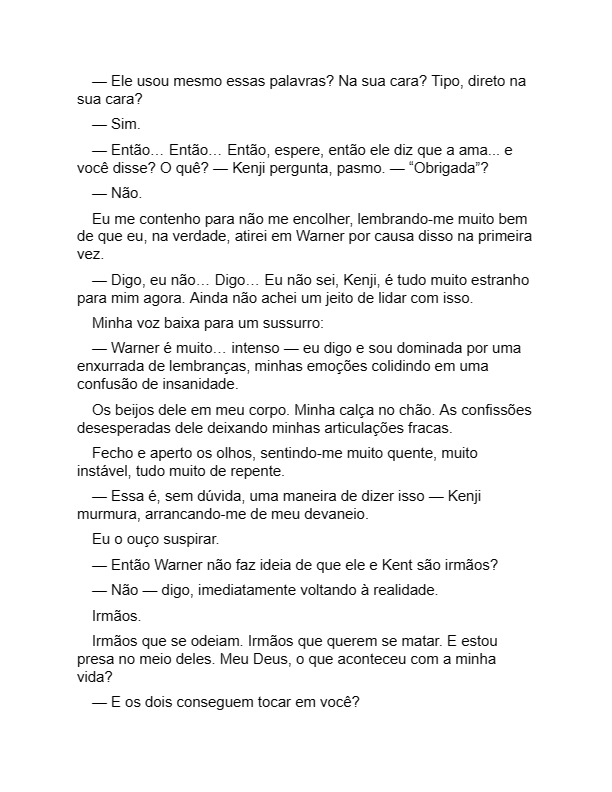 — Ele usou mesmo essas palavras? Na sua cara? Tipo, direto na
sua cara?
— Sim.
— Então… Então… Então, espere, então ele diz que a ama... e
você disse? O quê? — Kenji pergunta, pasmo. — “Obrigada”?
— Não.
Eu me contenho para não me encolher, lembrando-me muito bem
de que eu, na verdade, atirei em Warner por causa disso na primeira
vez.
— Digo, eu não… Digo… Eu não sei, Kenji, é tudo muito estranho
para mim agora. Ainda não achei um jeito de lidar com isso.
Minha voz baixa para um sussurro:
— Warner é muito… intenso — eu digo e sou dominada por uma
enxurrada de lembranças, minhas emoções colidindo em uma
confusão de insanidade.
Os beijos dele em meu corpo. Minha calça no chão. As confissões
desesperadas dele deixando minhas articulações fracas.
Fecho e aperto os olhos, sentindo-me muito quente, muito
instável, tudo muito de repente.
— Essa é, sem dúvida, uma maneira de dizer isso — Kenji
murmura, arrancando-me de meu devaneio.
Eu o ouço suspirar.
— Então Warner não faz ideia de que ele e Kent são irmãos?
— Não — digo, imediatamente voltando à realidade.
Irmãos.
Irmãos que se odeiam. Irmãos que querem se matar. E estou
presa no meio deles. Meu Deus, o que aconteceu com a minha
vida?
— E os dois conseguem tocar em você?